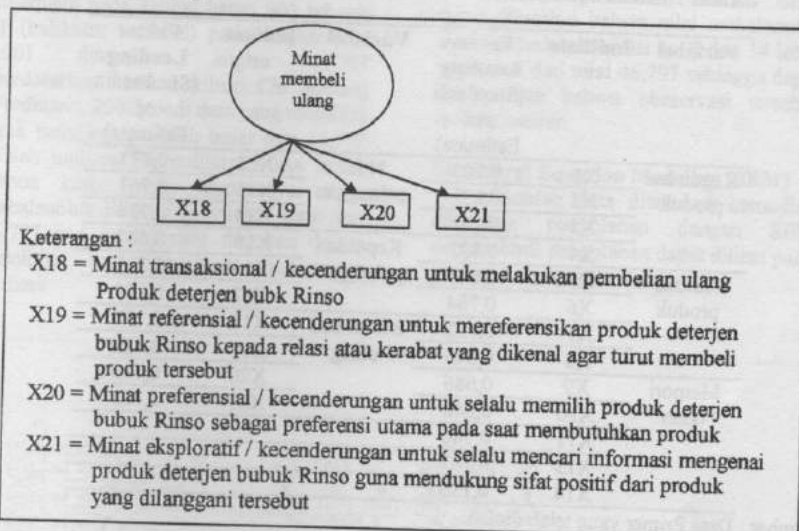 Minat
membeli
ulang
X18 X19 X20 X21
Keterangan :
X18 = Minat transaksional / kecenderungan untuk melakukan pembelian ulang
Produk deterjen bubk Rinso
X19 = Minat referensial / kecenderungan untuk mereferensikan produk deterjen
bubuk Rinso kepada relasi atau kerabat yang dikenal agar turut membeli
produk tersebut
X20 = Minat preferensial / kecenderungan untuk selalu memilih produk deterjen
bubuk Rinso sebagai preferensi utama pada saat membutuhkan produk
X21 = Minat eksploratif / kecenderungan untuk selalu mencari informasi mengenai
produk deterjen bubuk Rinso guna mendukung sifat positif dari produk
yang dilanggani tersebut